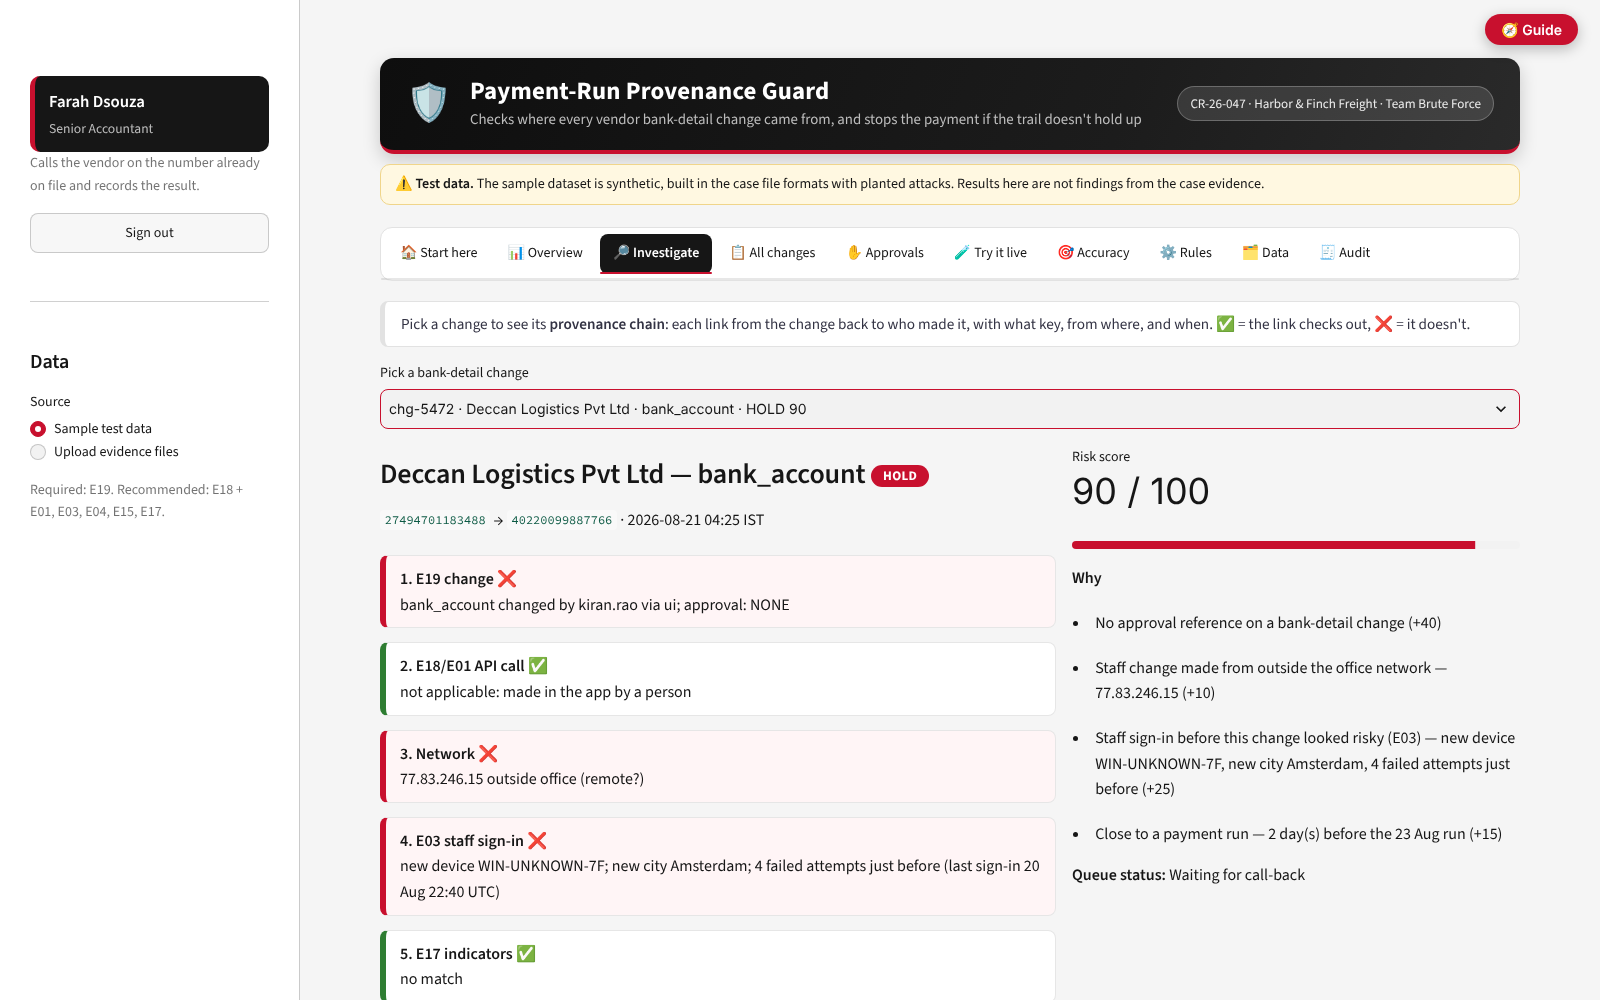 Guide
Farah Dsouza
Senior Accountant
Calls the vendor on the number already
on file and records the result.
Sign out
Data
Source
Sample test data
Upload evidence files
Required: E19. Recommended: E18 +
E01, E03, E04, E15, E17.
Payment-Run Provenance Guard
Checks where every vendor bank-detail change came from, and stops the payment if the trail doesn't hold up
CR-26-047 · Harbor & Finch Freight · Team Brute Force
Test data. The sample dataset is synthetic, built in the case file formats with planted attacks. Results here are not findings from the case evidence.
Start here
Overview
Investigate
All changes
Approvals
Try it live
Accuracy
Rules
Data
Audit
Pick a change to see its provenance chain: each link from the change back to who made it, with what key, from where, and when. ✅ = the link checks out, ❌ = it doesn't.
Pick a bank-detail change
chg-5472 · Deccan Logistics Pvt Ltd · bank_account · HOLD 90
Deccan Logistics Pvt Ltd — bank_account HOLD
27494701183488 → 40220099887766 · 2026-08-21 04:25 IST
1. E19 change ❌
bank_account changed by kiran.rao via ui; approval: NONE
2. E18/E01 API call ✅
not applicable: made in the app by a person
3. Network ❌
77.83.246.15 outside office (remote?)
4. E03 staff sign-in ❌
new device WIN-UNKNOWN-7F; new city Amsterdam; 4 failed attempts just before (last sign-in 20
Aug 22:40 UTC)
5. E17 indicators ✅
no match
Risk score
90 / 100
Why
• No approval reference on a bank-detail change (+40)
• Staff change made from outside the office network —
77.83.246.15 (+10)
• Staff sign-in before this change looked risky (E03) — new device
WIN-UNKNOWN-7F, new city Amsterdam, 4 failed attempts just
before (+25)
• Close to a payment run — 2 day(s) before the 23 Aug run (+15)
Queue status: Waiting for call-back